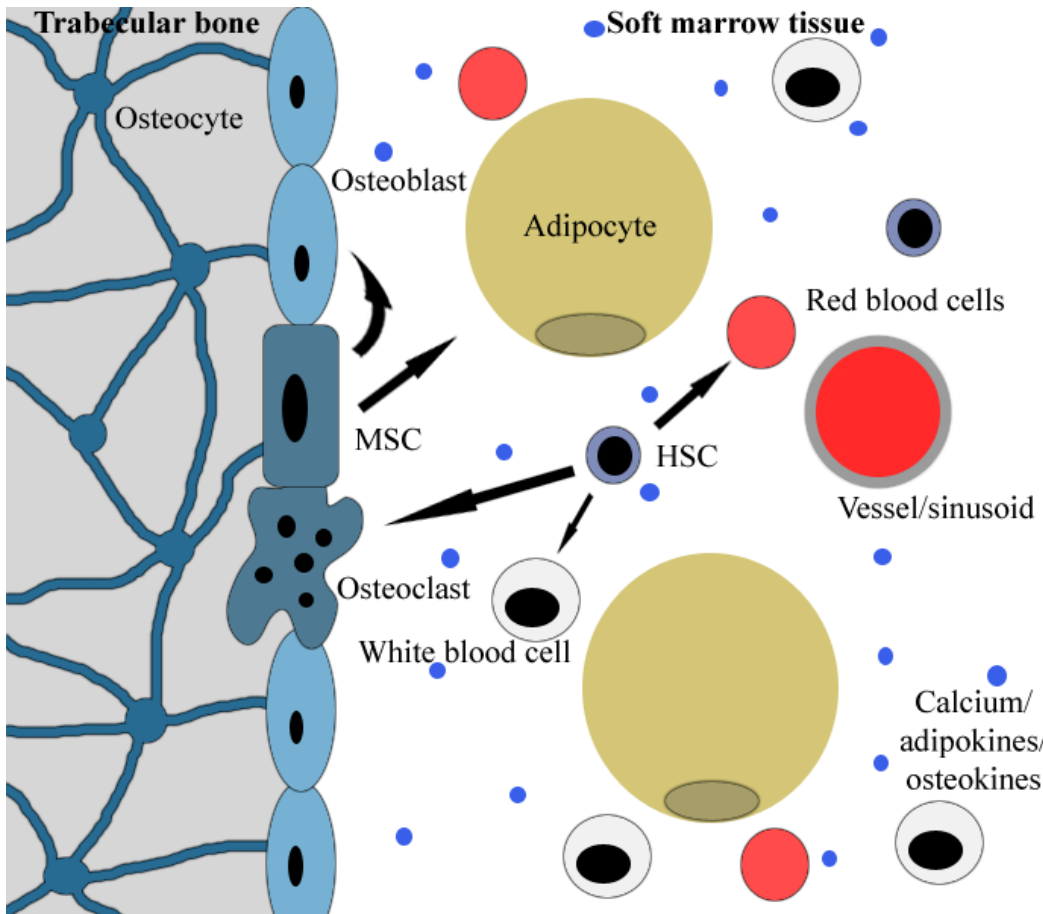 Trabecular bone
Soft marrow tissue
Osteocyte
Osteoblast
Adipocyte
Red blood cells
MSC
HSC
Vessel/sinusoid
Osteoclast
White blood cell
Calcium/
adipokines/
osteokines